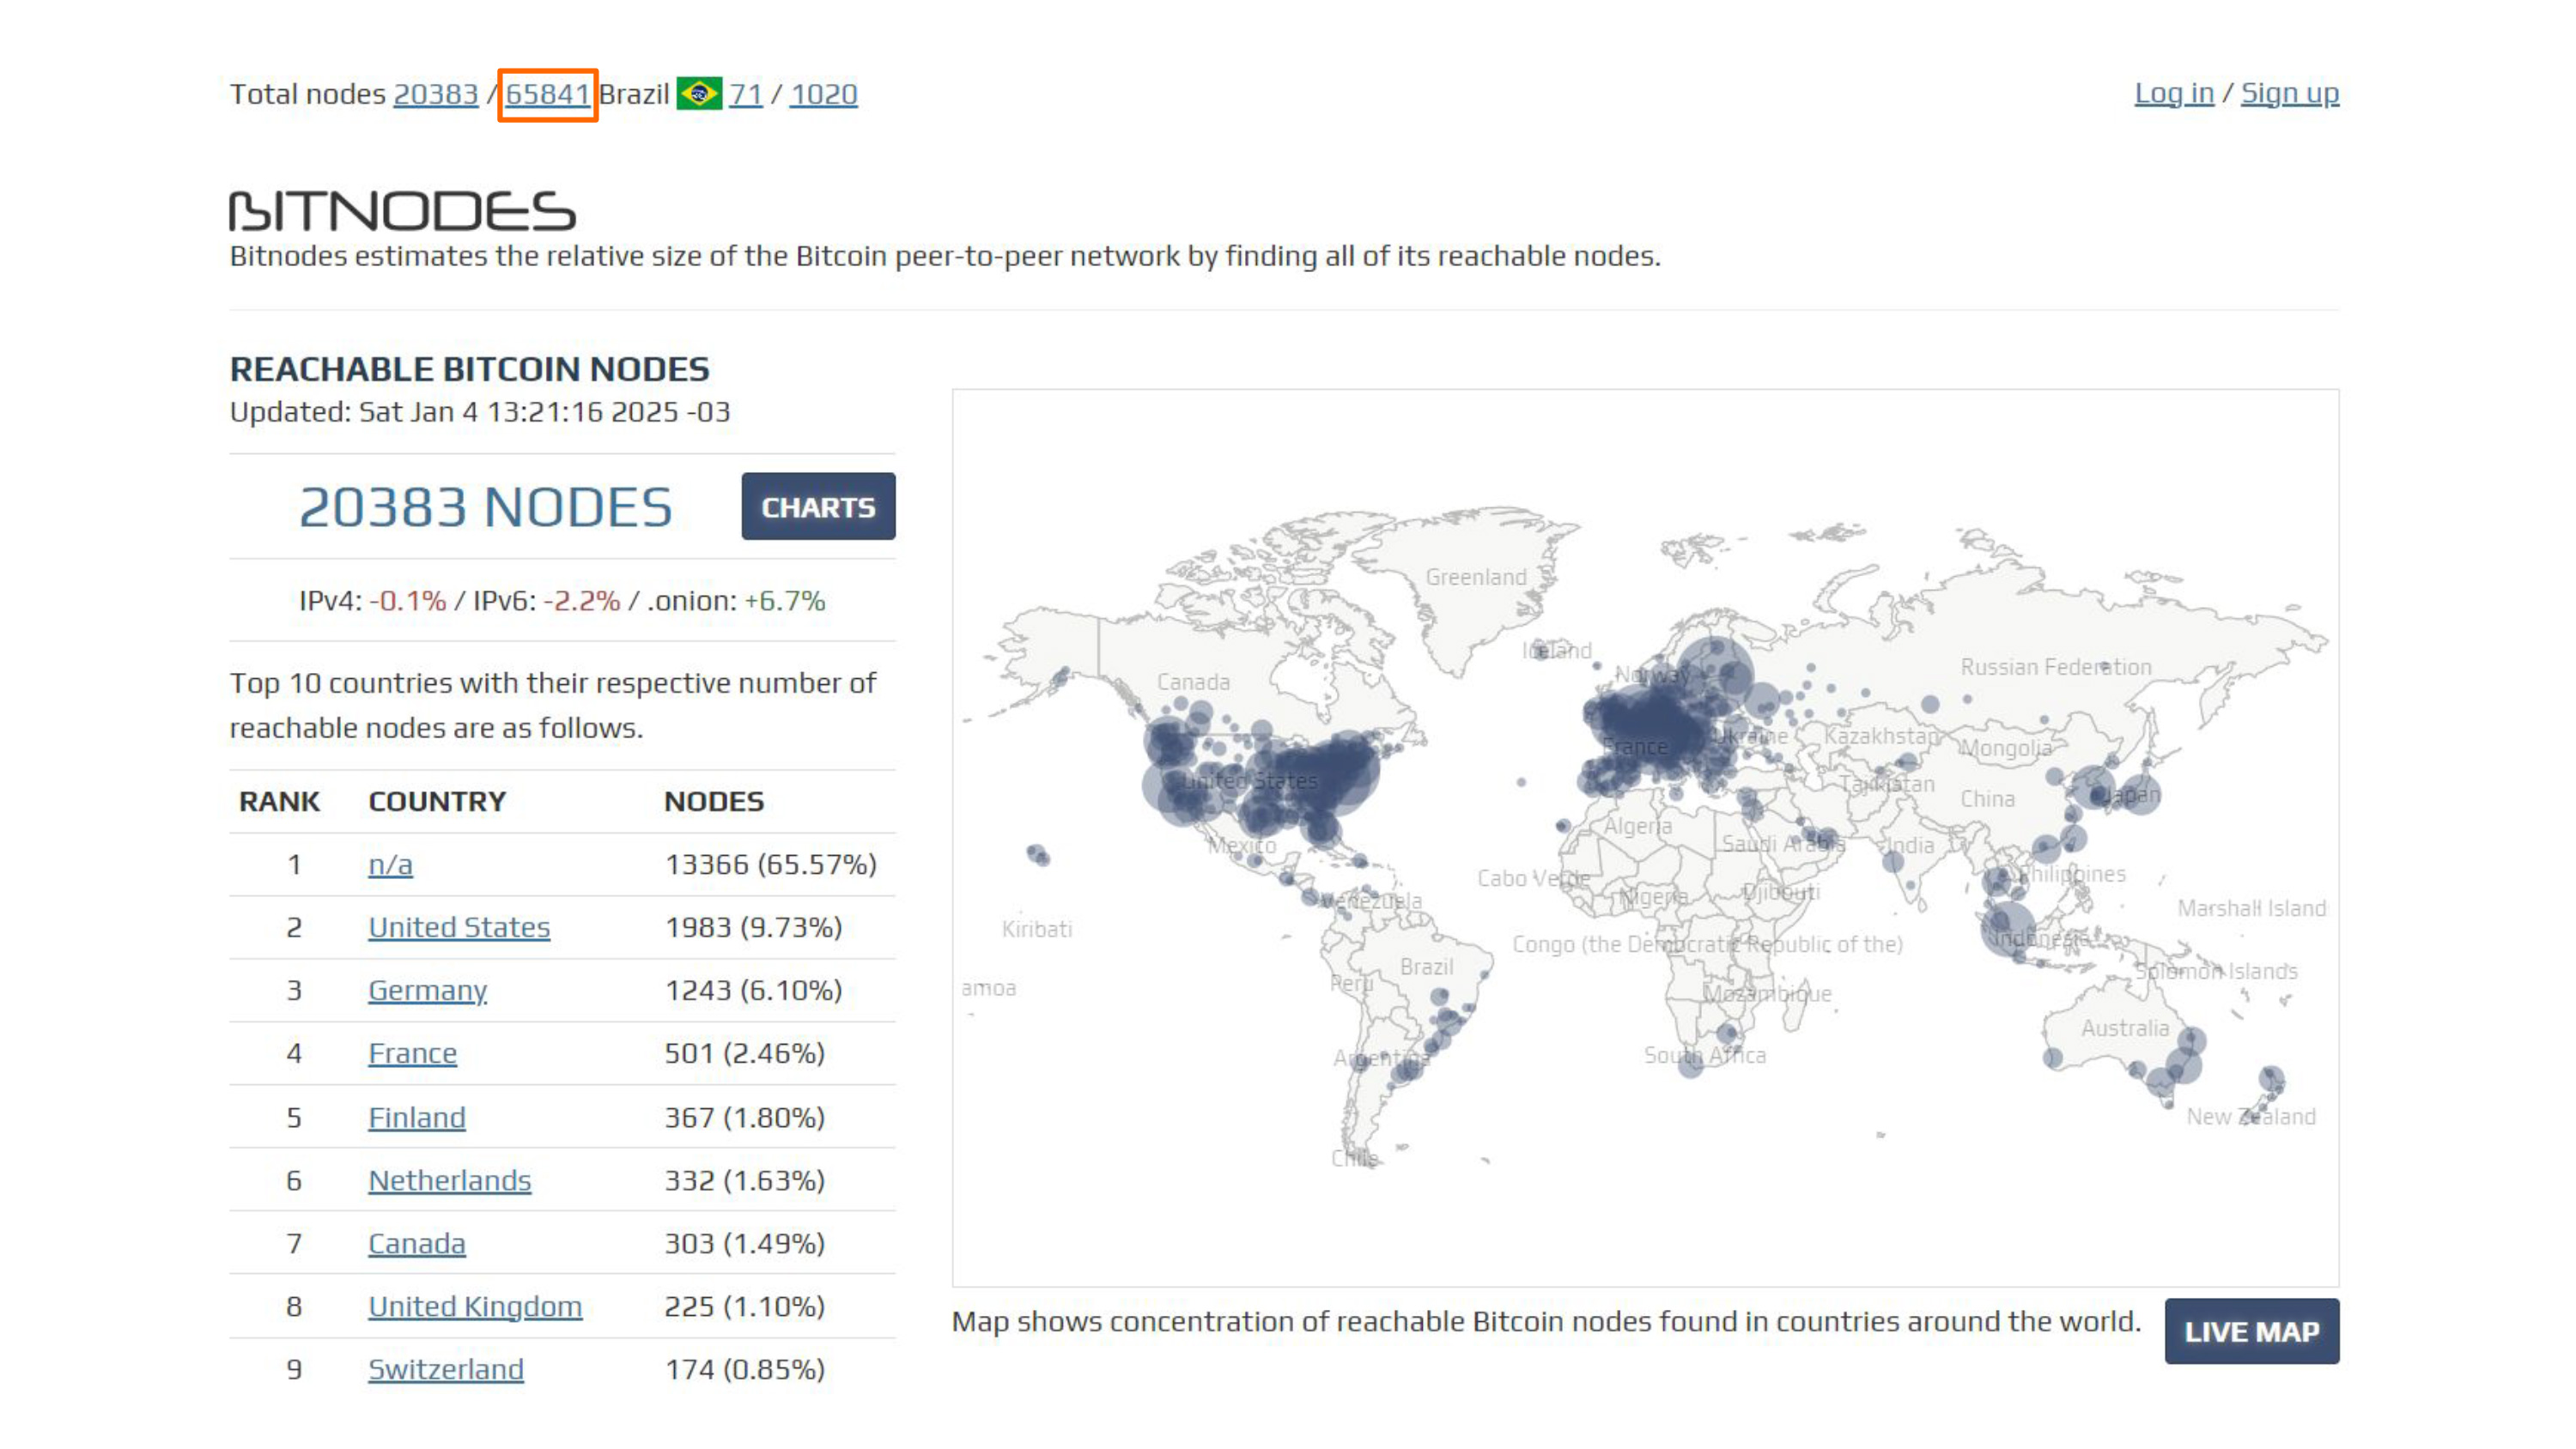 Total nodes 20383 / 65841 Brazil 71 / 1020
Log in / Sign up
BITNODES
Bitnodes estimates the relative size of the Bitcoin peer-to-peer network by finding all of its reachable nodes.
REACHABLE BITCOIN NODES
Updated: Sat Jan 4 13:21:16 2025 -03
20383 NODES
CHARTS
IPv4: -0.1% / IPv6: -2.2% / .onion: +6.7%
Top 10 countries with their respective number of
reachable nodes are as follows.
RANK COUNTRY NODES
1 n/a 13366 (65.57%)
2 United States 1983 (9.73%)
3 Germany 1243 (6.10%)
4 France 501 (2.46%)
5 Finland 367 (1.80%)
6 Netherlands 332 (1.63%)
7 Canada 303 (1.49%)
8 United Kingdom 225 (1.10%)
9 Switzerland 174 (0.85%)
Greenland
Iceland
Norway
Russian Federation
Canada
France
Ukraine
Kazakhstan
Mongolia
United States
Tajikistan
China
Japan
Algeria
Mexico
Saudi Arabia
India
Cabo Verde
Philippines
Venezuela
Nigeria
Djibouti
Marshall Island
Kiribati
Congo (the Democratic Republic of the)
Indonesia
Brazil
Solomon Islands
Peru
amoa
Mozambique
Australia
Argentina
South Africa
New Zealand
Chile
Map shows concentration of reachable Bitcoin nodes found in countries around the world.
LIVE MAP